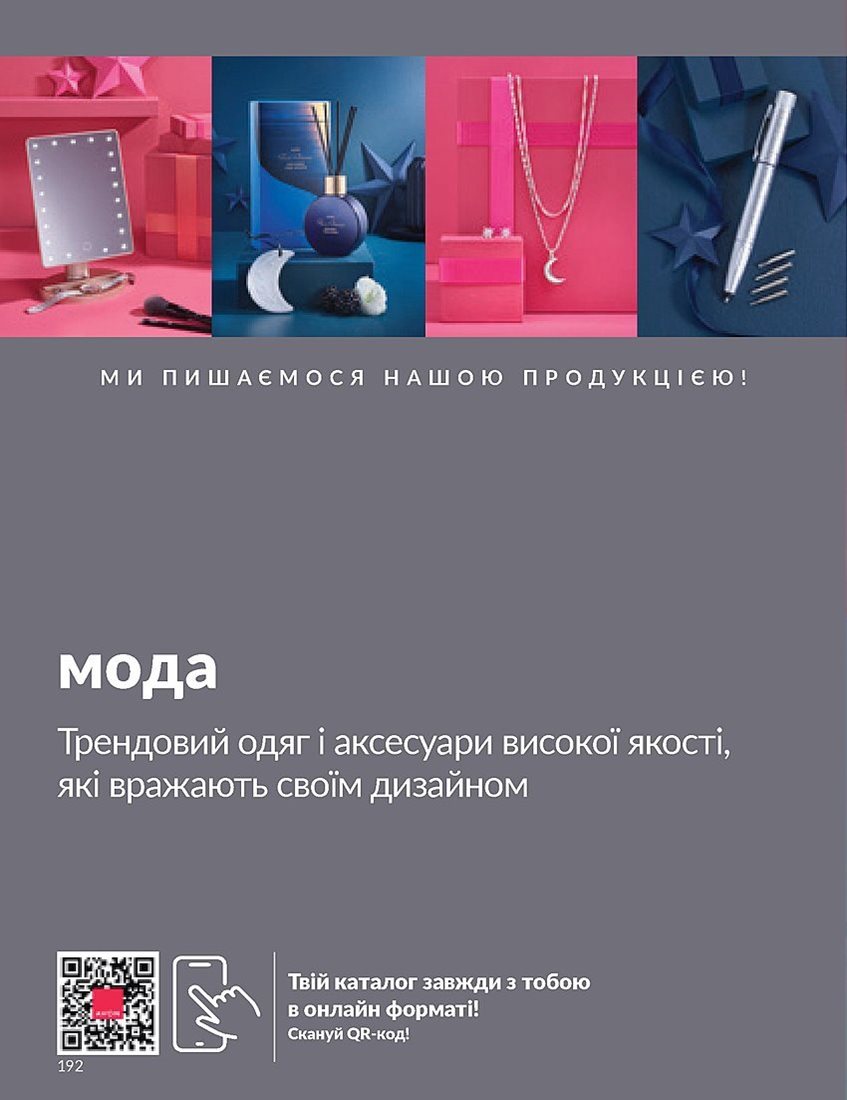 МИ ПИШАЄМОСЯ НАШОЮ ПРОДУКЦІЄЮ!
мода
Трендовий одяг і аксесуари високої якості,
які вражають своїм дизайном
Твій каталог завжди з тобою
в онлайн форматі!
Скануй QR-код!
192